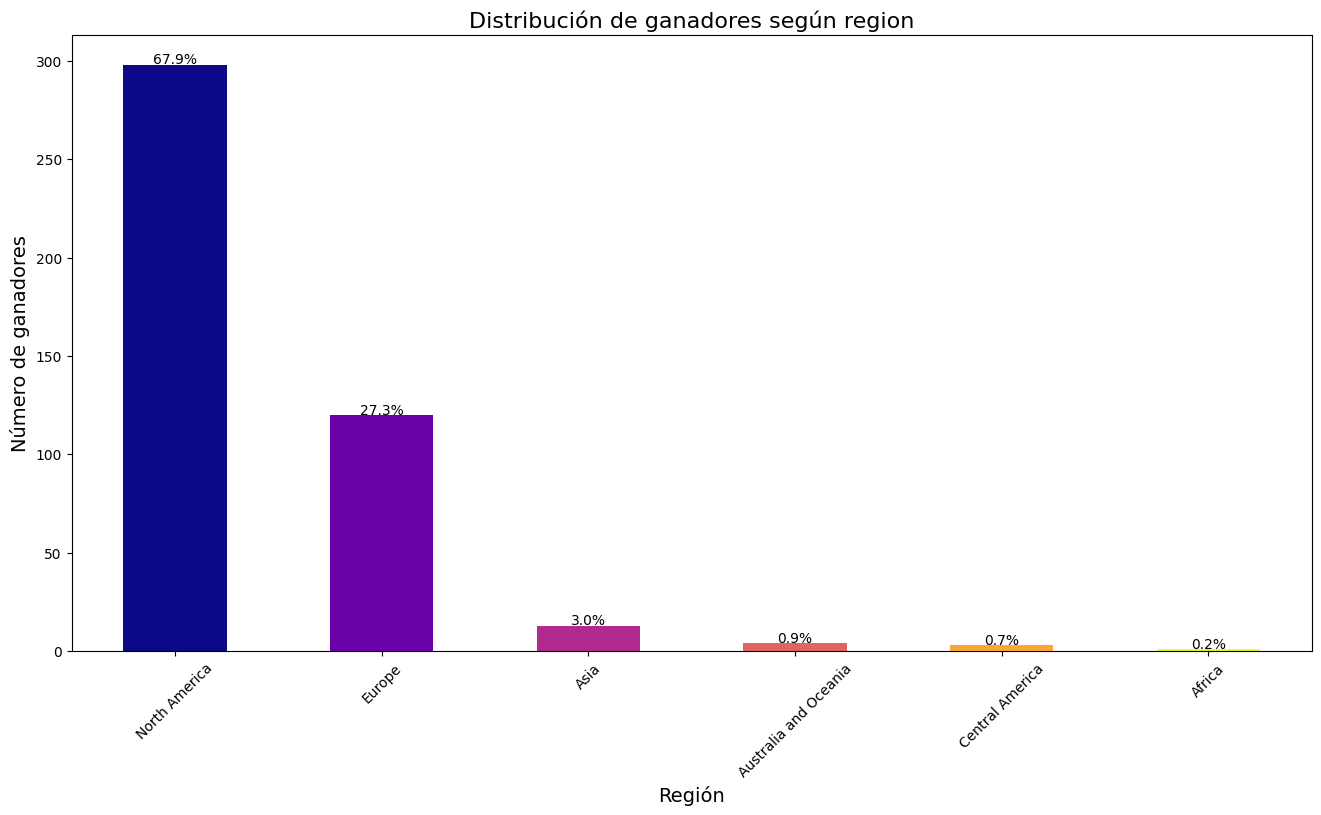 Distribución de ganadores según region
Número de ganadores
300
250
200
150
100
50
0
67.9%
27.3%
3.0%
0.9%
0.7%
0.2%
North America
Europe
Asia
Australia and Oceania
Central America
Africa
Región